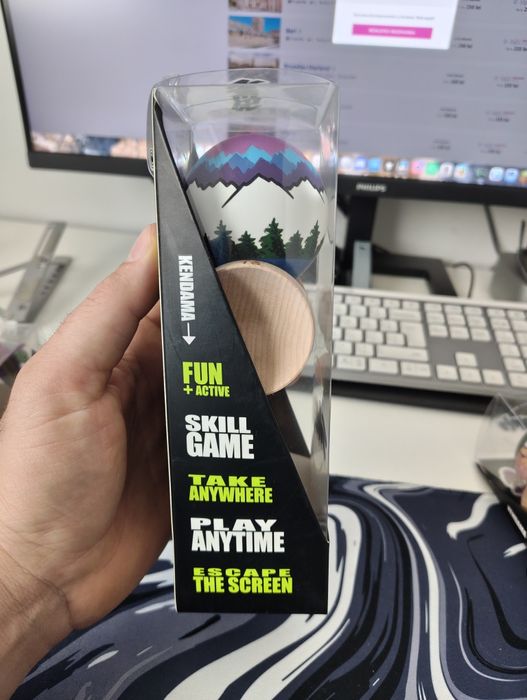 KENDAMA
FUN
+ ACTIVE
SKILL
GAME
TAKE
ANYWHERE
PLAY
ANYTIME
ESCAPE
THE SCREEN
PHILIPS